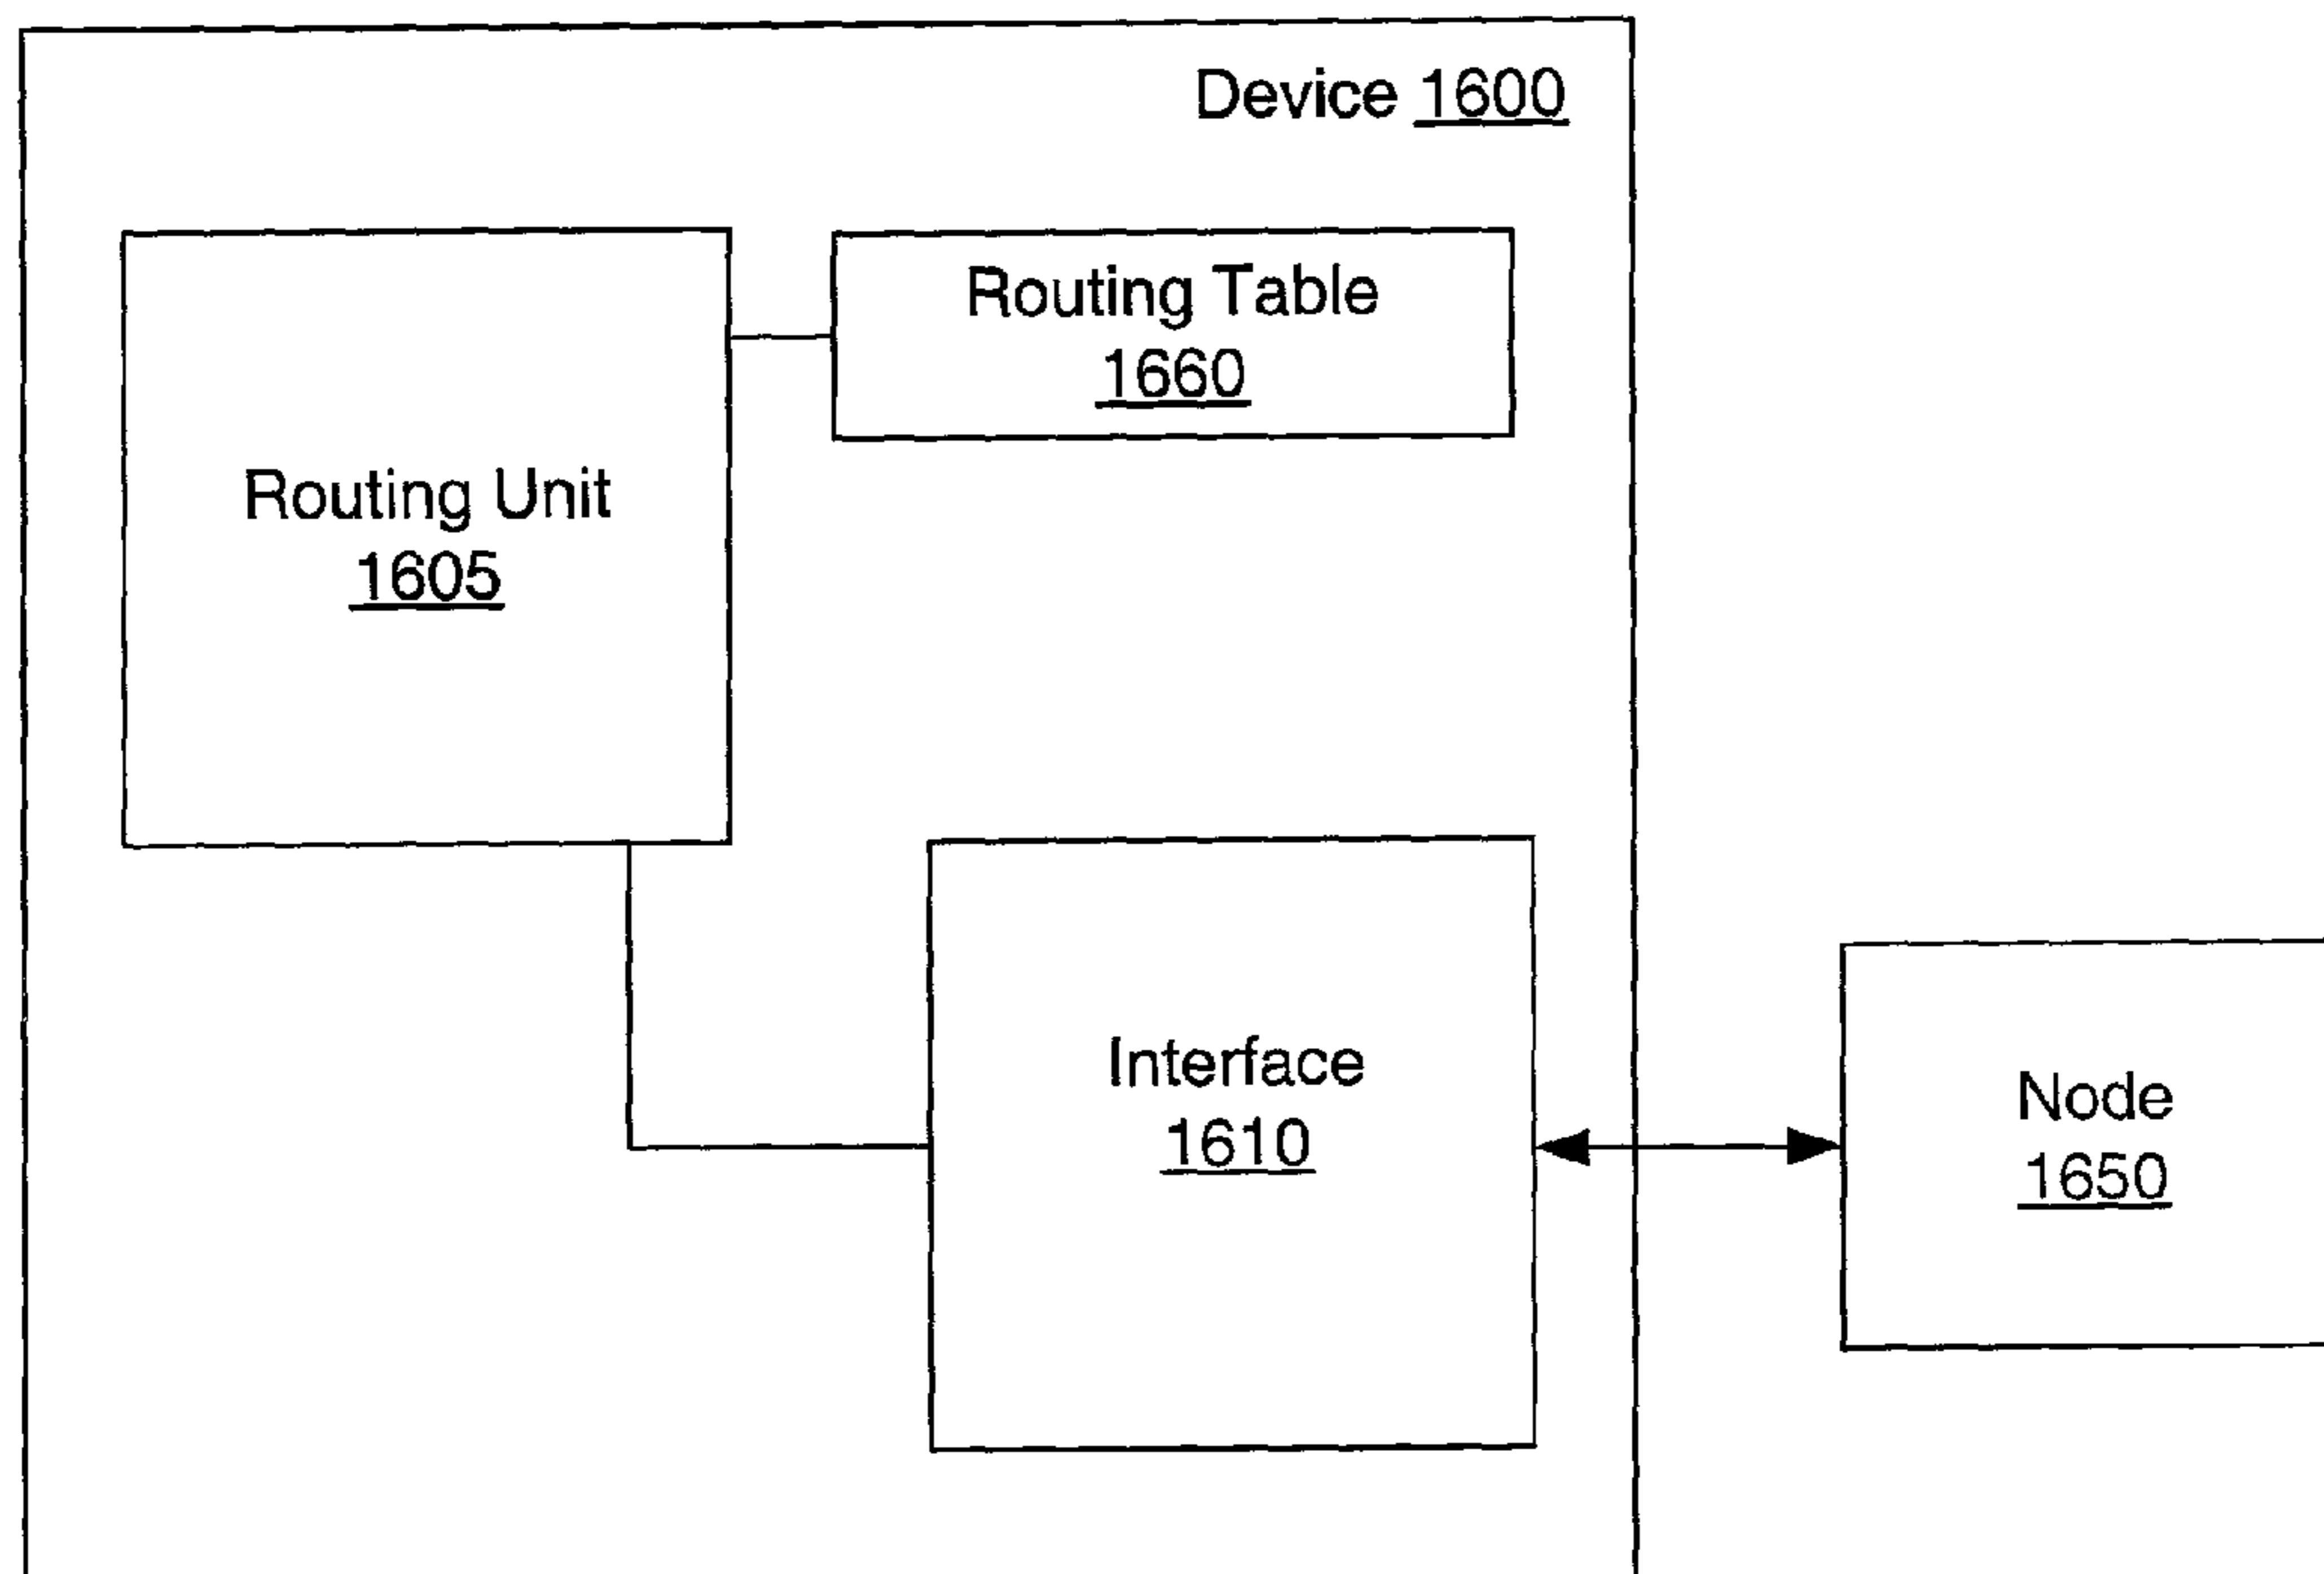 Device 1600
Routing Table
1660
Routing Unit
1605
Interface
1610
Node
1650